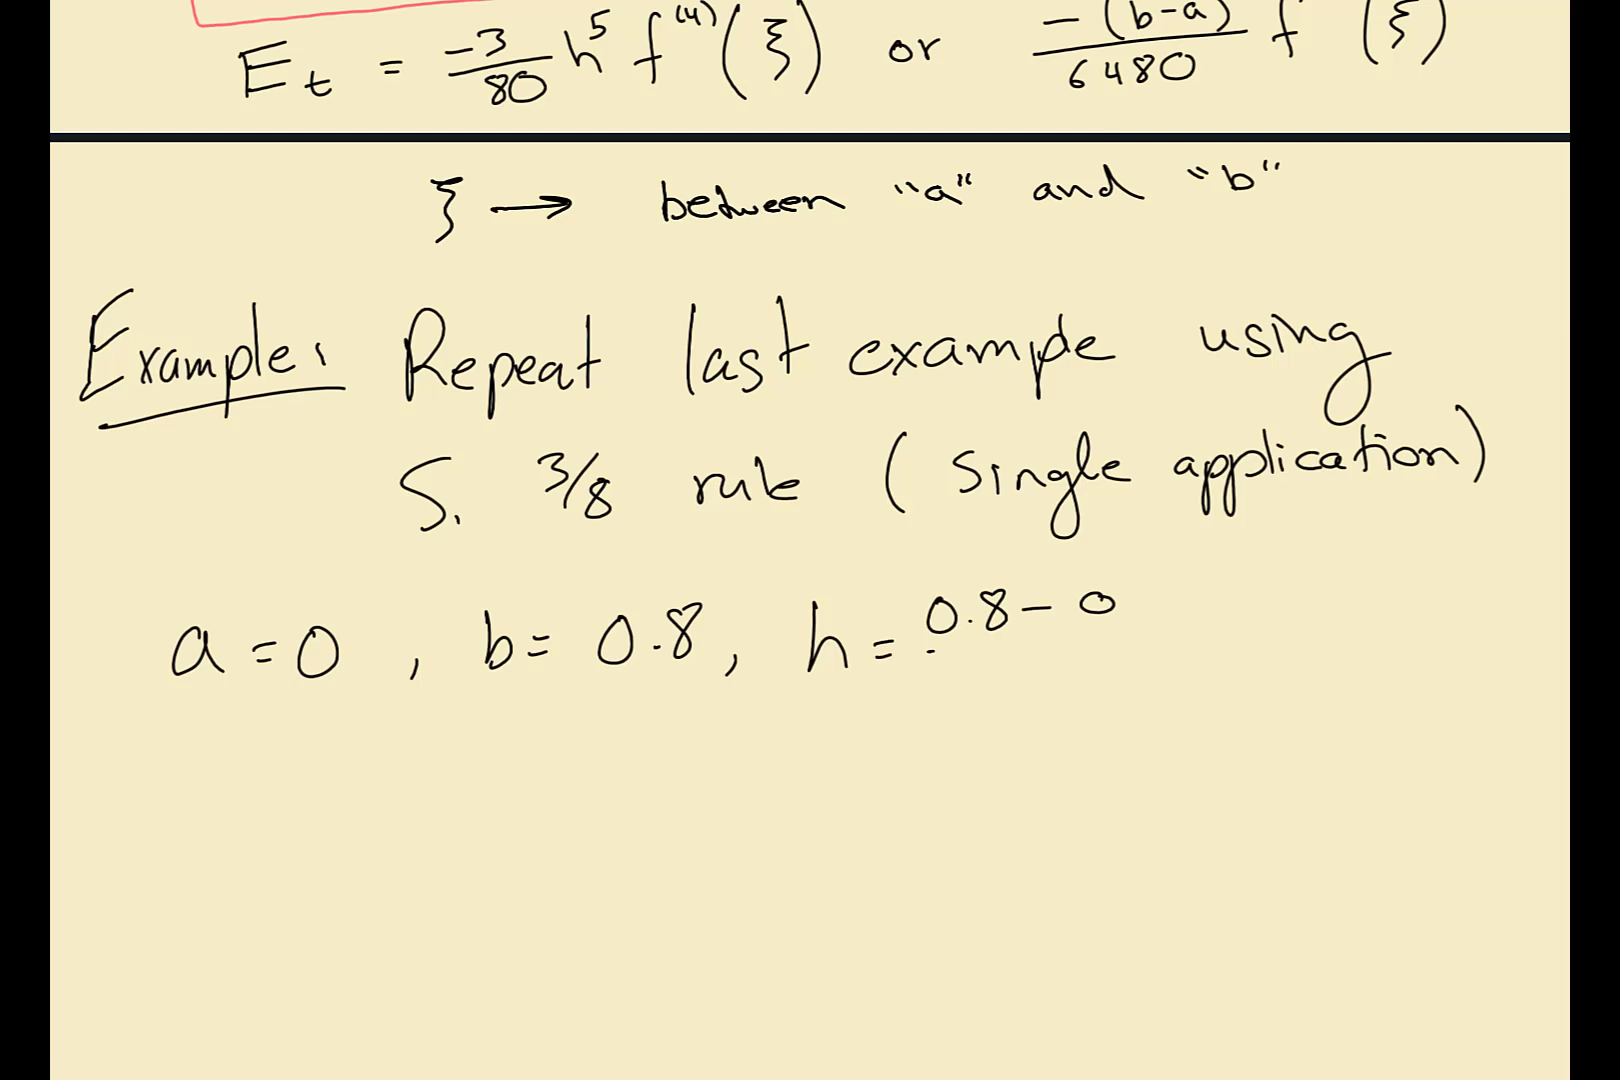 E_t = -3/80 h^5 f^(4)(ξ) or -(b-a)/6480 f (ξ)
ξ → between "a" and "b"
Example: Repeat last example using
S. 3/8 rule (single application)
a = 0 , b = 0.8, h = 0.8 - 0